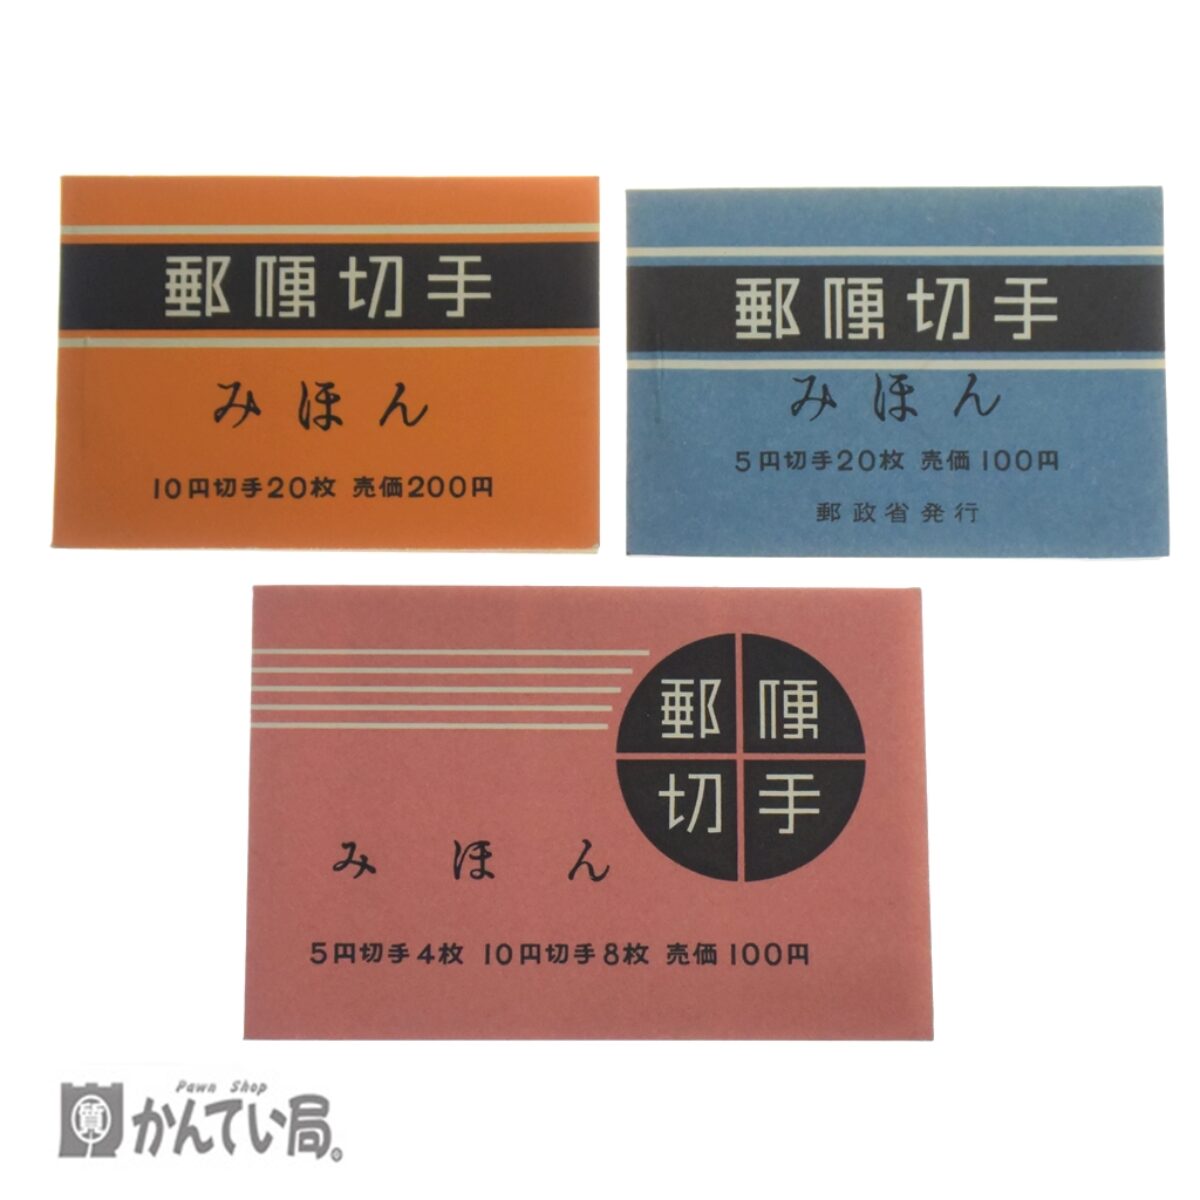 郵便切手
みほん
10円切手20枚 売価200円
郵便切手
みほん
5円切手20枚 売価100円
郵政省発行
郵便
切手
みほん
5円切手4枚 10円切手8枚 売価100円
Pawn Shop
質 かんてい局。